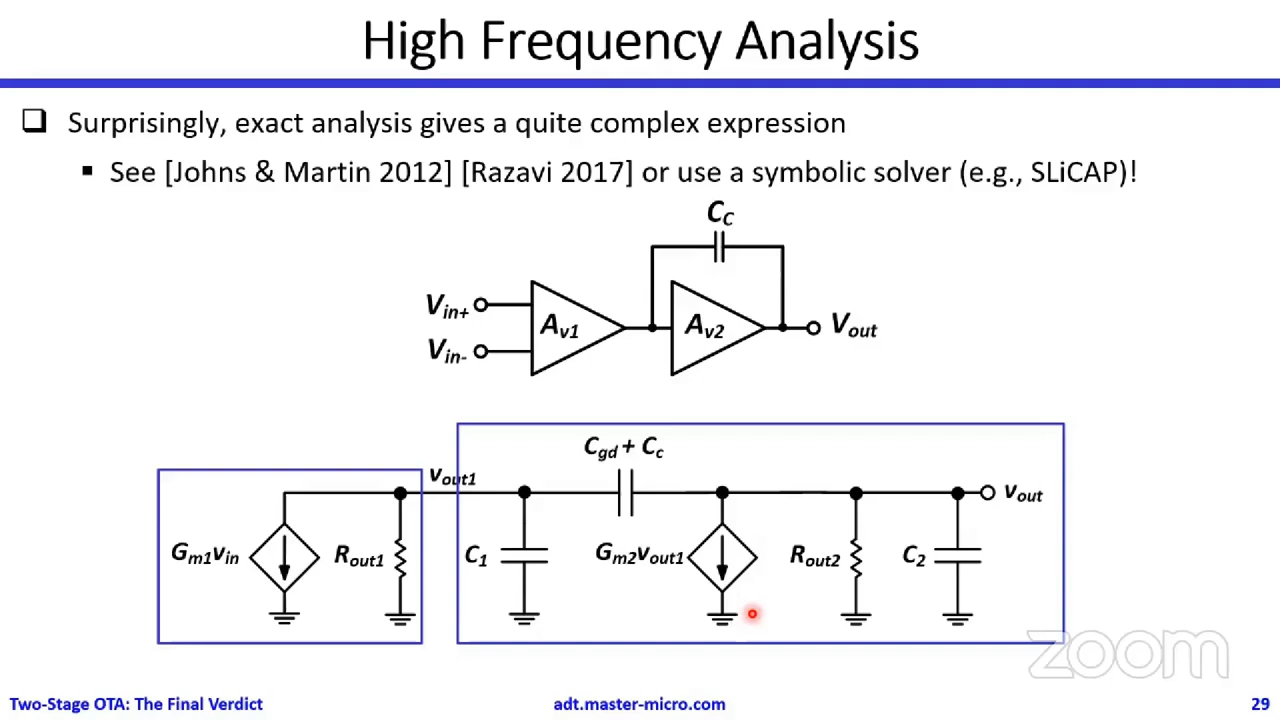 High Frequency Analysis
Surprisingly, exact analysis gives a quite complex expression
See [Johns & Martin 2012] [Razavi 2017] or use a symbolic solver (e.g., SLiCAP)!
CC
Vin+
Vin-
Av1
Av2
Vout
Cgd + Cc
vout1
vout
Gm1vin
Rout1
C1
Gm2vout1
Rout2
C2
zoom
Two-Stage OTA: The Final Verdict
adt.master-micro.com
29